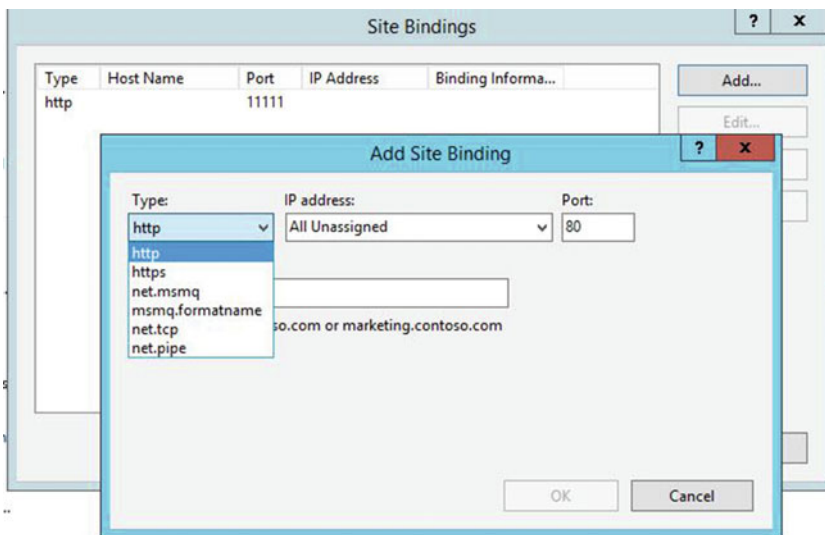 Site Bindings
? x
Type Host Name Port IP Address Binding Informa...
http 11111
Add...
Edit...
Add Site Binding
? x
Type: IP address: Port:
http All Unassigned 80
http
https
net.msmq
msmq.formatname
net.tcp
net.pipe
so.com or marketing.contoso.com
OK Cancel